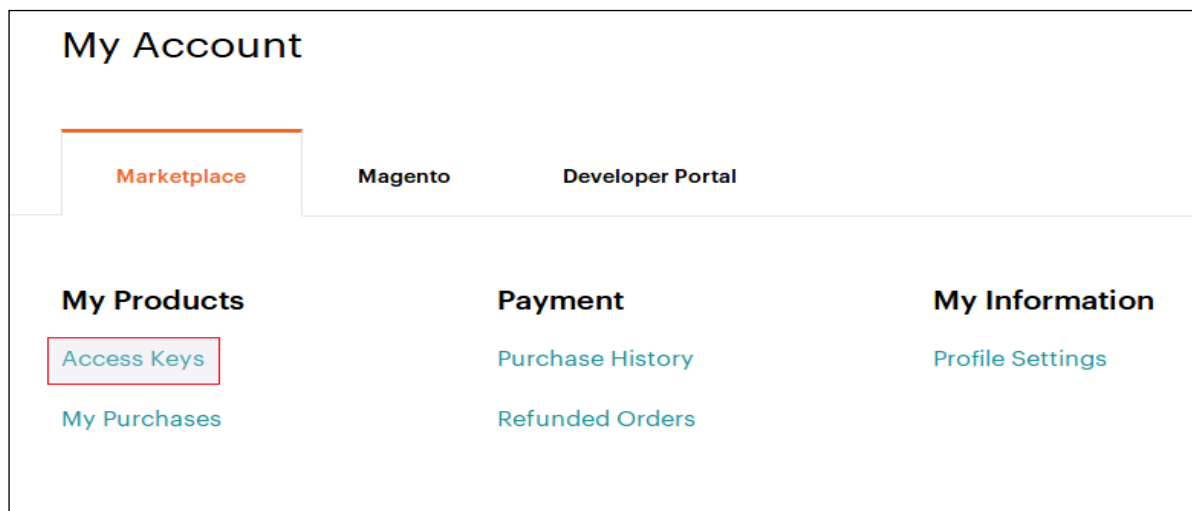 My Account
Marketplace Magento Developer Portal
My Products Payment My Information
Access Keys Purchase History Profile Settings
My Purchases Refunded Orders